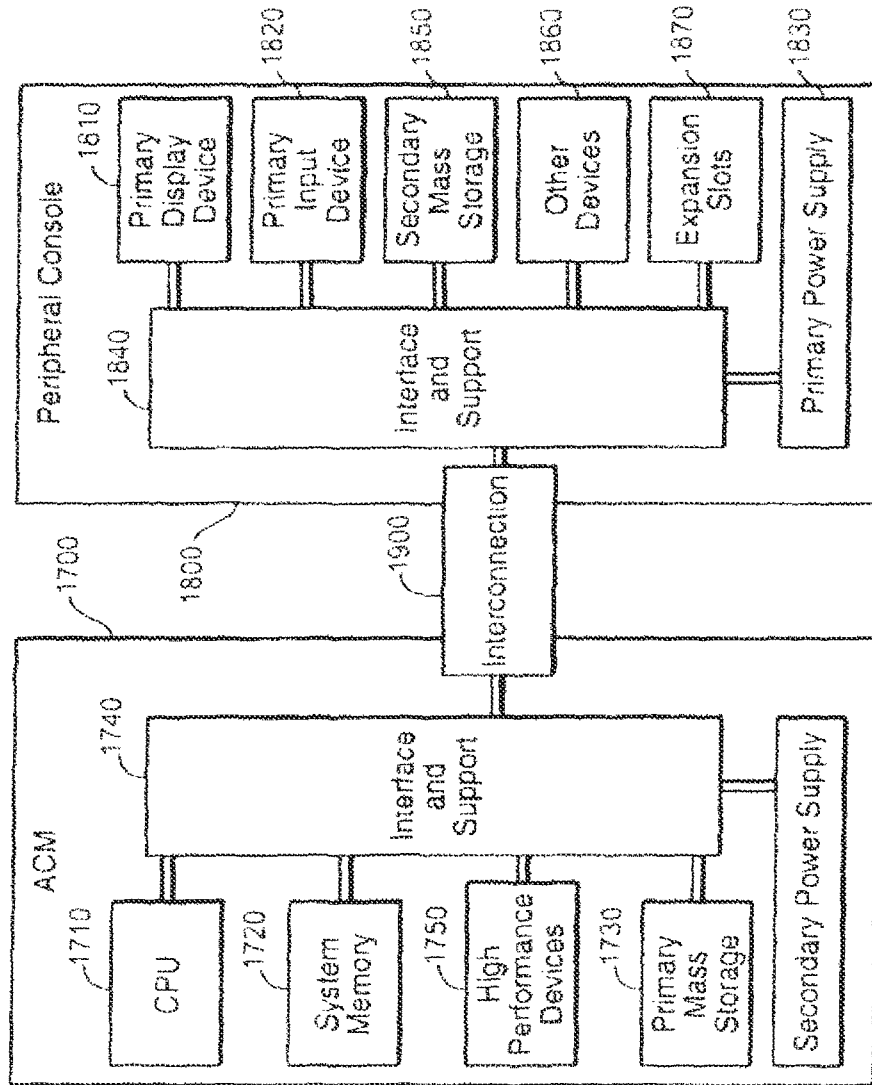 ACM
1700
1710
CPU
1720
System
Memory
1750
High
Performance
Devices
1730
Primary
Mass
Storage
1740
Interface
and
Support
Secondary Power Supply
1900
Interconnection
1800
Peripheral Console
1840
Interface
and
Support
1810
Primary
Display
Device
1820
Primary
Input
Device
1850
Secondary
Mass
Storage
1860
Other
Devices
1870
Expansion
Slots
1830
Primary Power Supply